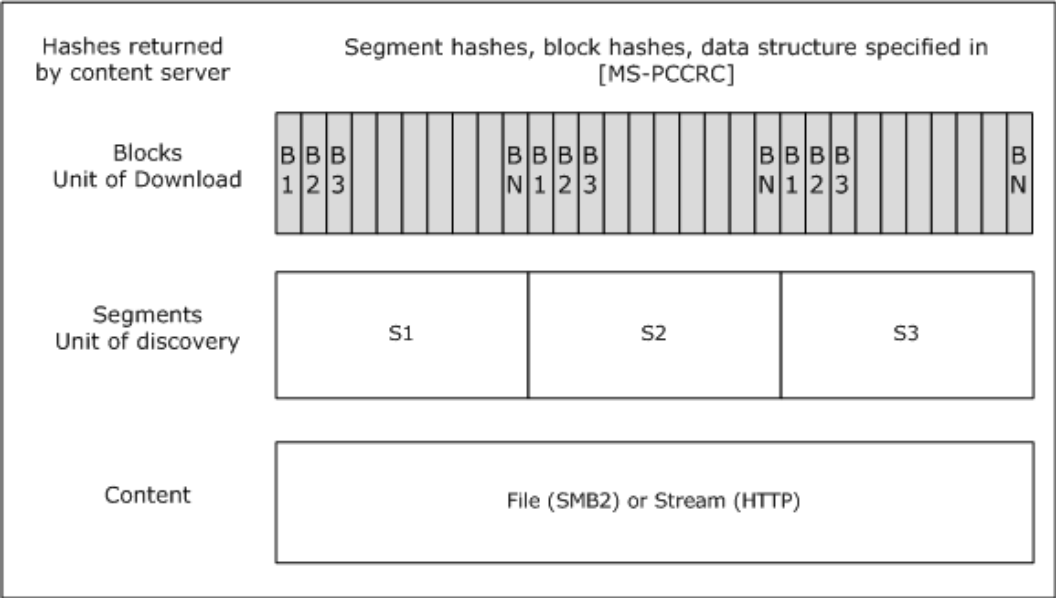 Hashes returned
by content server
Segment hashes, block hashes, data structure specified in
[MS-PCCRC]
Blocks
Unit of Download
B B B B B B B B B B B B
1 2 3 N 1 2 3 N 1 2 3 N
Segments
Unit of discovery
S1 S2 S3
Content
File (SMB2) or Stream (HTTP)